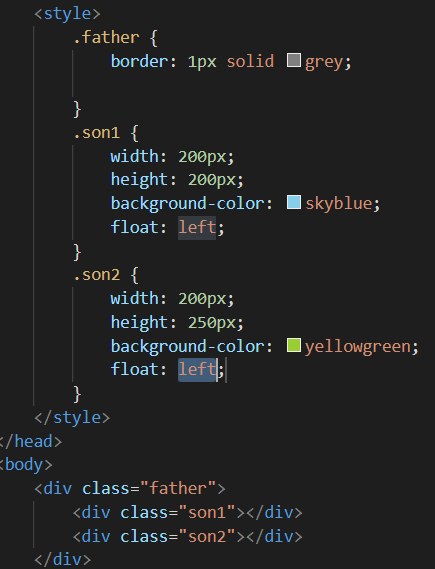 <style>
.father {
border: 1px solid grey;
}
.son1 {
width: 200px;
height: 200px;
background-color: skyblue;
float: left;
}
.son2 {
width: 200px;
height: 250px;
background-color: yellowgreen;
float: left;
}
</style>
</head>
<body>
<div class="father">
<div class="son1"></div>
<div class="son2"></div>
</div>